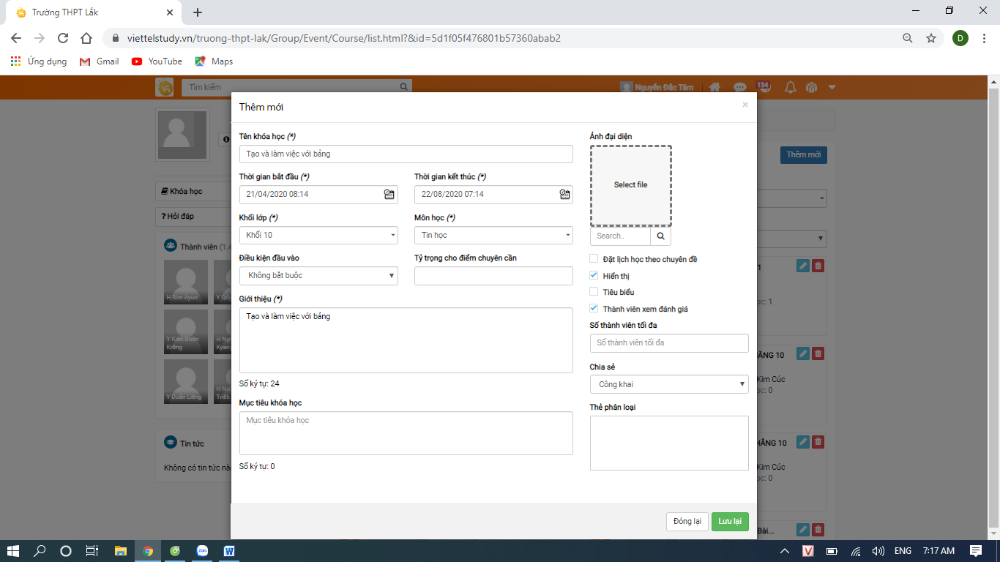 Trường THPT Lắk
viettelstudy.vn/truong-thpt-lak/Group/Event/Course/list.html?&id=5d1f05f476801b57360abab2
D
Ứng dụng Gmail YouTube Maps
Tìm kiếm
Nguyễn Đắc Tâm
134
Thêm mới
×
Tên khóa học (*)
Tạo và làm việc với bảng
Thời gian bắt đầu (*)
Thời gian kết thúc (*)
21/04/2020 08:14
22/08/2020 07:14
Khối lớp (*)
Môn học (*)
Khối 10
Tin học
Điều kiện đầu vào
Tỷ trọng cho điểm chuyên cần
Không bắt buộc
Giới thiệu (*)
Tạo và làm việc với bảng
Số ký tự: 24
Mục tiêu khóa học
Mục tiêu khóa học
Số ký tự: 0
Ảnh đại diện
Select file
Search..
Đặt lịch học theo chuyên đề
Hiển thị
Tiêu biểu
Thành viên xem đánh giá
Số thành viên tối đa
Số thành viên tối đa
Chia sẻ
Công khai
Thẻ phân loại
Đóng lại
Lưu lại
Khóa học
? Hỏi đáp
Thành viên (1.4
H Rim Ayun
Y Kiên Buôn
Krông
Y Duấn Liêng
Tin tức
Không có tin tức nà
Thêm mới
1
ọc: 1
HÁNG 10
Kim Cúc
ọc: 0
HÁNG 10
Kim Cúc
ọc: 0
Bài...
ENG 7:17 AM